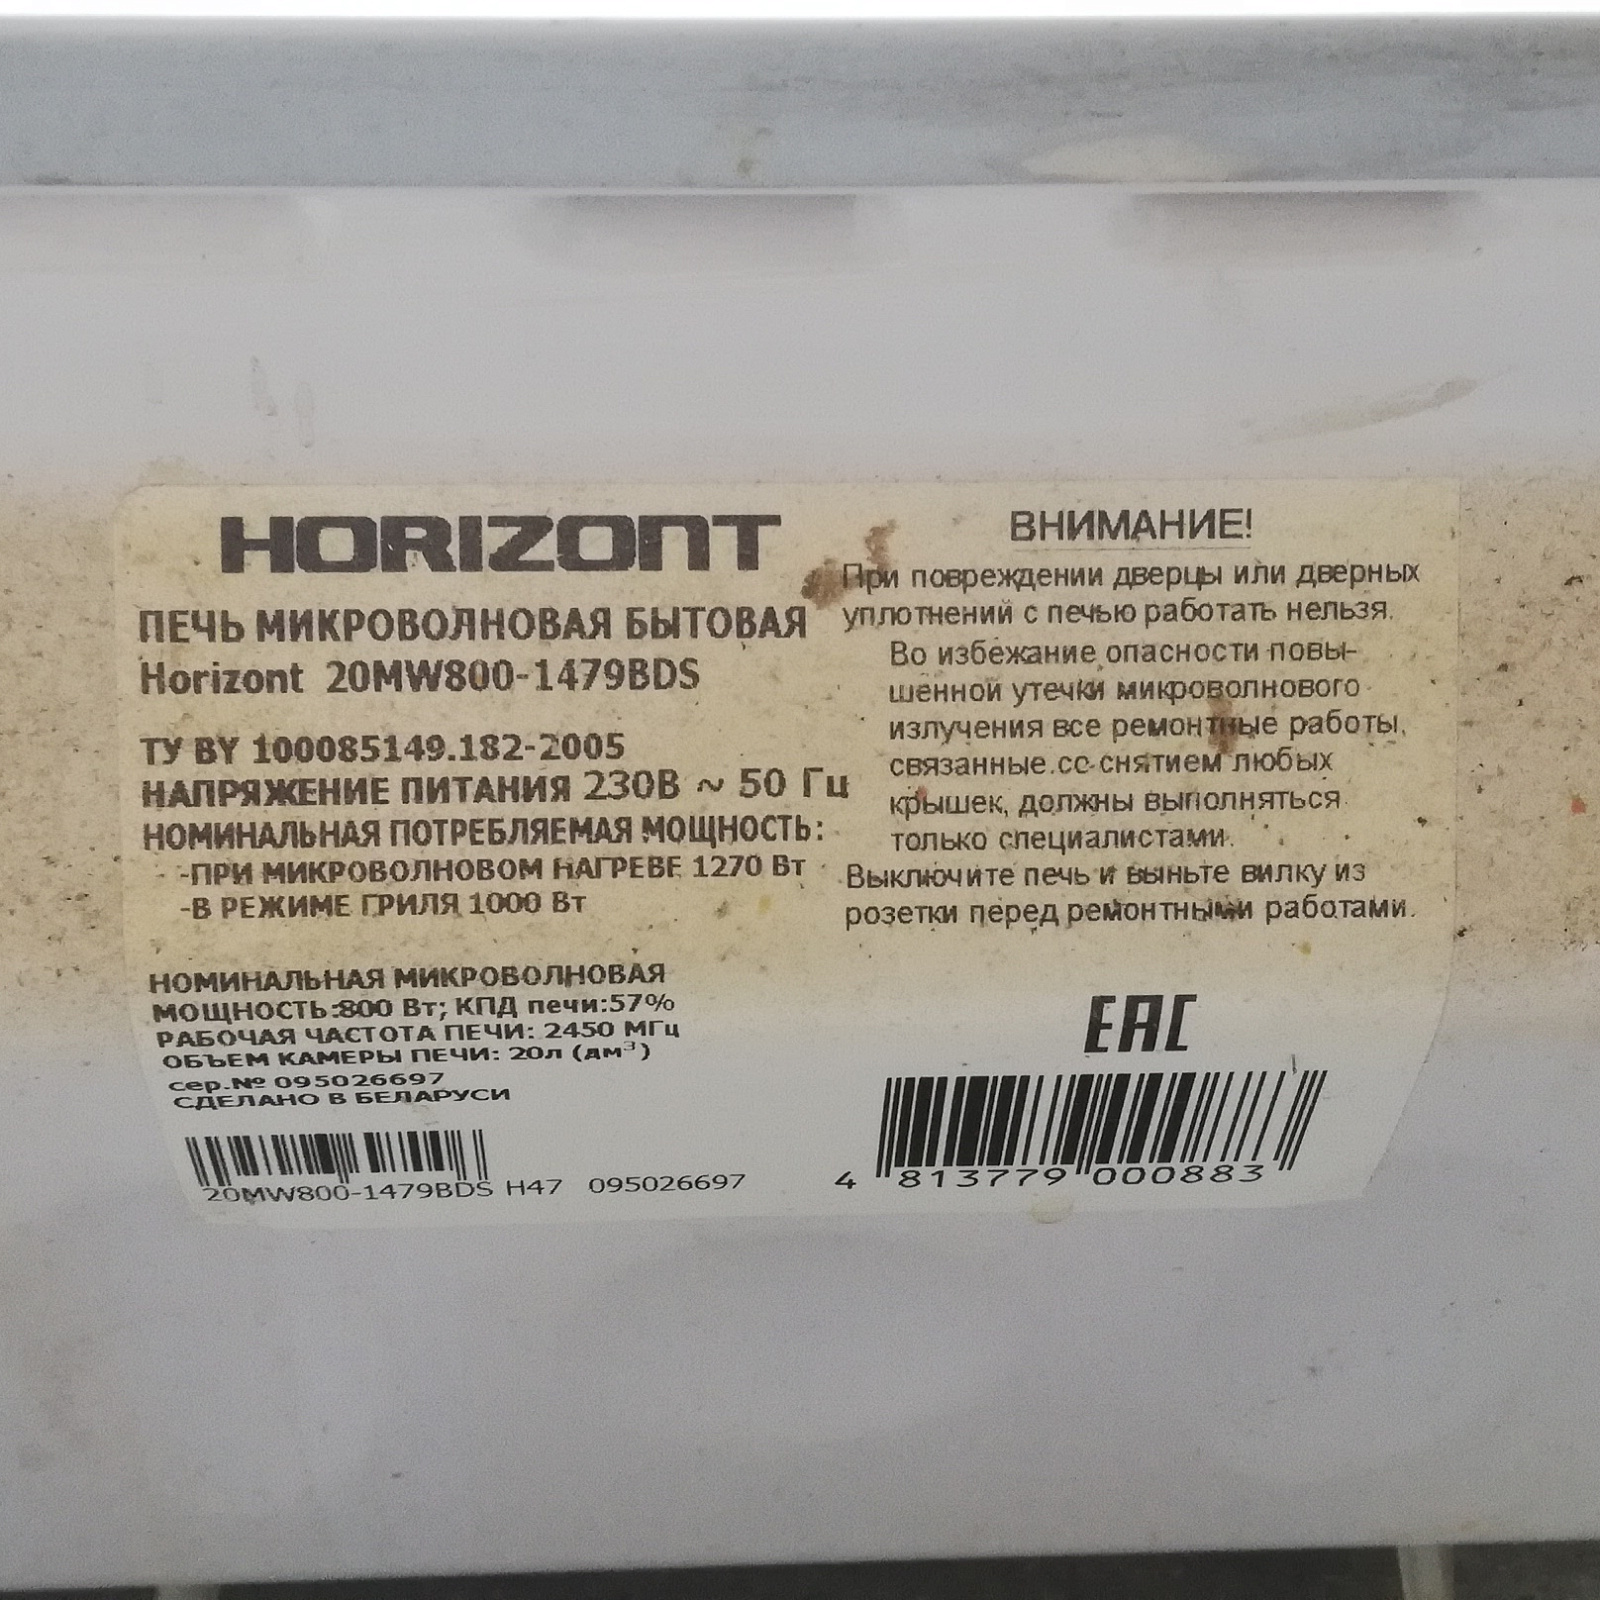 HORIZONT
ПЕЧЬ МИКРОВОЛНОВАЯ БЫТОВАЯ
Horizont 20MW800-1479BDS
ТУ BY 100085149.182-2005
НАПРЯЖЕНИЕ ПИТАНИЯ 230В ~ 50 Гц
НОМИНАЛЬНАЯ ПОТРЕБЛЯЕМАЯ МОЩНОСТЬ:
-ПРИ МИКРОВОЛНОВОМ НАГРЕВЕ 1270 Вт
-В РЕЖИМЕ ГРИЛЯ 1000 Вт
НОМИНАЛЬНАЯ МИКРОВОЛНОВАЯ
МОЩНОСТЬ:800 Вт; КПД печи:57%
РАБОЧАЯ ЧАСТОТА ПЕЧИ: 2450 МГц
ОБЪЕМ КАМЕРЫ ПЕЧИ: 20л (дм³)
сер.№ 095026697
СДЕЛАНО В БЕЛАРУСИ
20MW800-1479BDS H47 095026697
ВНИМАНИЕ!
При повреждении дверцы или дверных
уплотнений с печью работать нельзя.
Во избежание опасности повы-
шенной утечки микроволнового
излучения все ремонтные работы,
связанные со снятием любых
крышек, должны выполняться
только специалистами.
Выключите печь и выньте вилку из
розетки перед ремонтными работами.
EAC
4 813779 000883